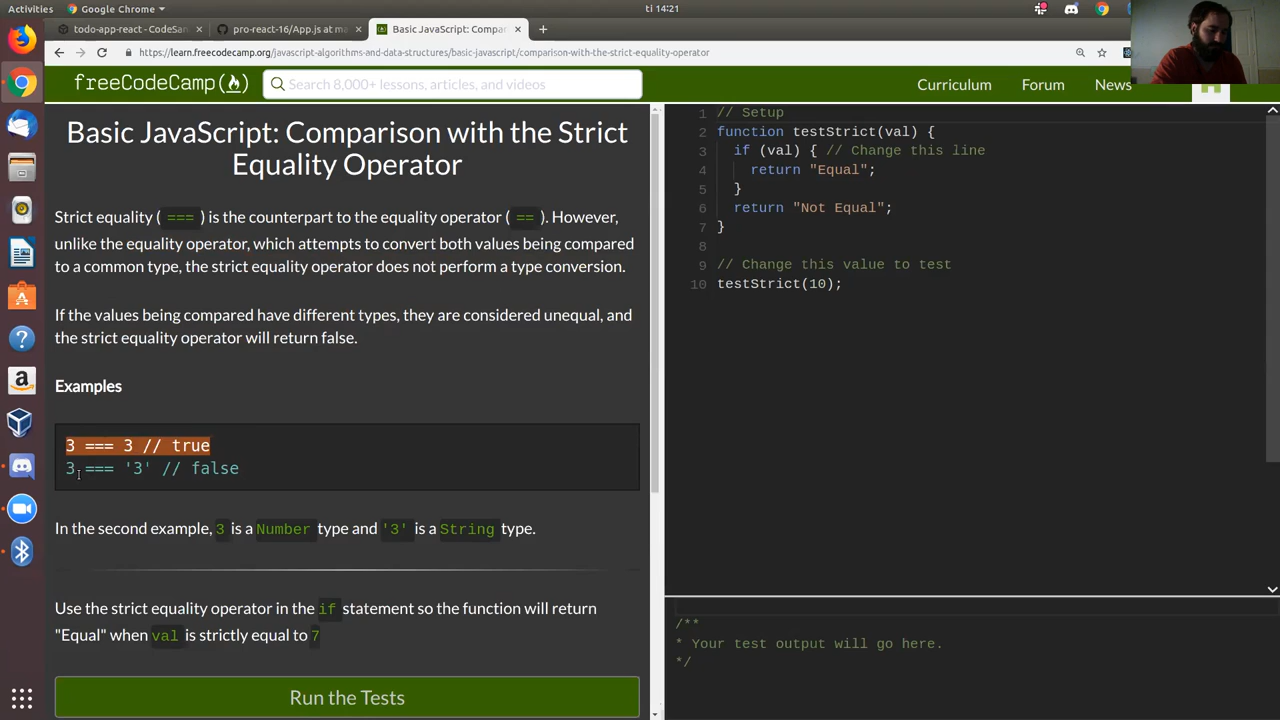 Activities
Google Chrome
ti 14:21
todo-app-react - CodeSan
pro-react-16/App.js at ma
Basic JavaScript: Compa
https://learn.freecodecamp.org/javascript-algorithms-and-data-structures/basic-javascript/comparison-with-the-strict-equality-operator
freeCodeCamp
Search 8,000+ lessons, articles, and videos
Curriculum
Forum
News
Basic JavaScript: Comparison with the Strict
Equality Operator
Strict equality ( === ) is the counterpart to the equality operator ( == ). However,
unlike the equality operator, which attempts to convert both values being compared
to a common type, the strict equality operator does not perform a type conversion.
If the values being compared have different types, they are considered unequal, and
the strict equality operator will return false.
Examples
3 === 3 // true
3 === '3' // false
In the second example, 3 is a Number type and '3' is a String type.
Use the strict equality operator in the if statement so the function will return
"Equal" when val is strictly equal to 7
Run the Tests
1 // Setup
2 function testStrict(val) {
3 if (val) { // Change this line
4 return "Equal";
5 }
6 return "Not Equal";
7 }
8
9 // Change this value to test
10 testStrict(10);
/**
* Your test output will go here.
*/